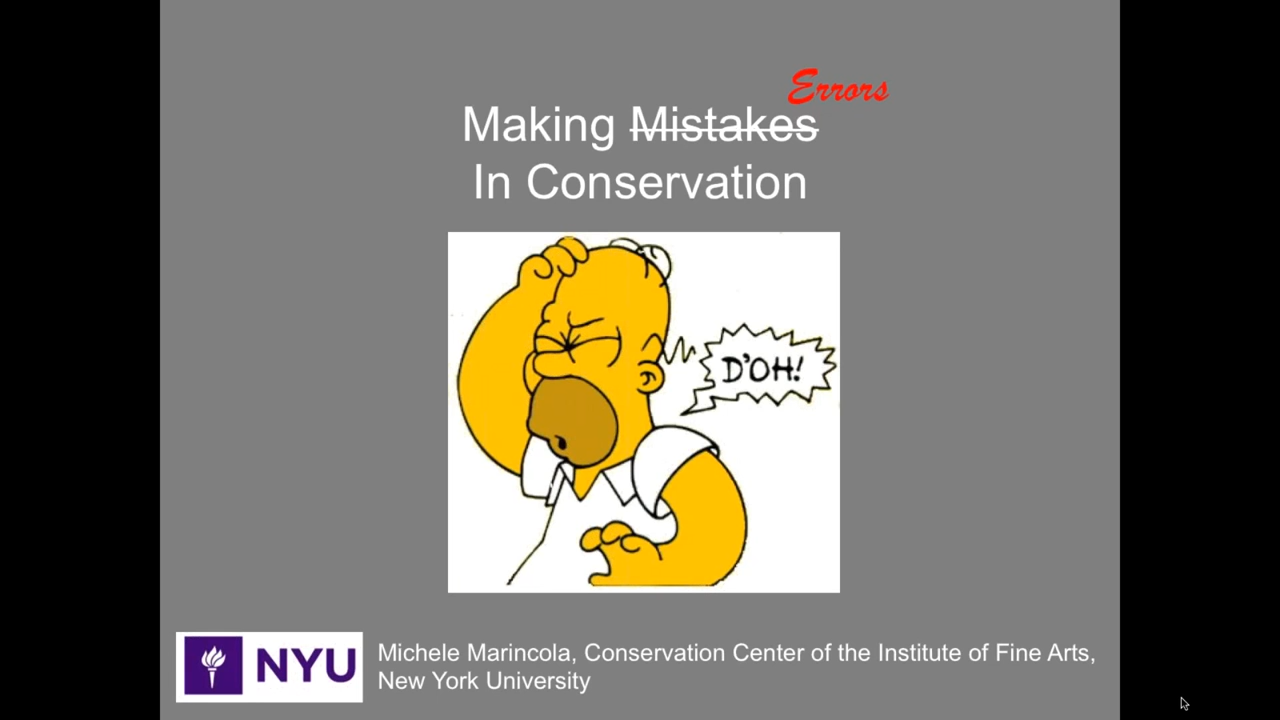 Errors
Making Mistakes
In Conservation
D'OH!
NYU
Michele Marincola, Conservation Center of the Institute of Fine Arts,
New York University